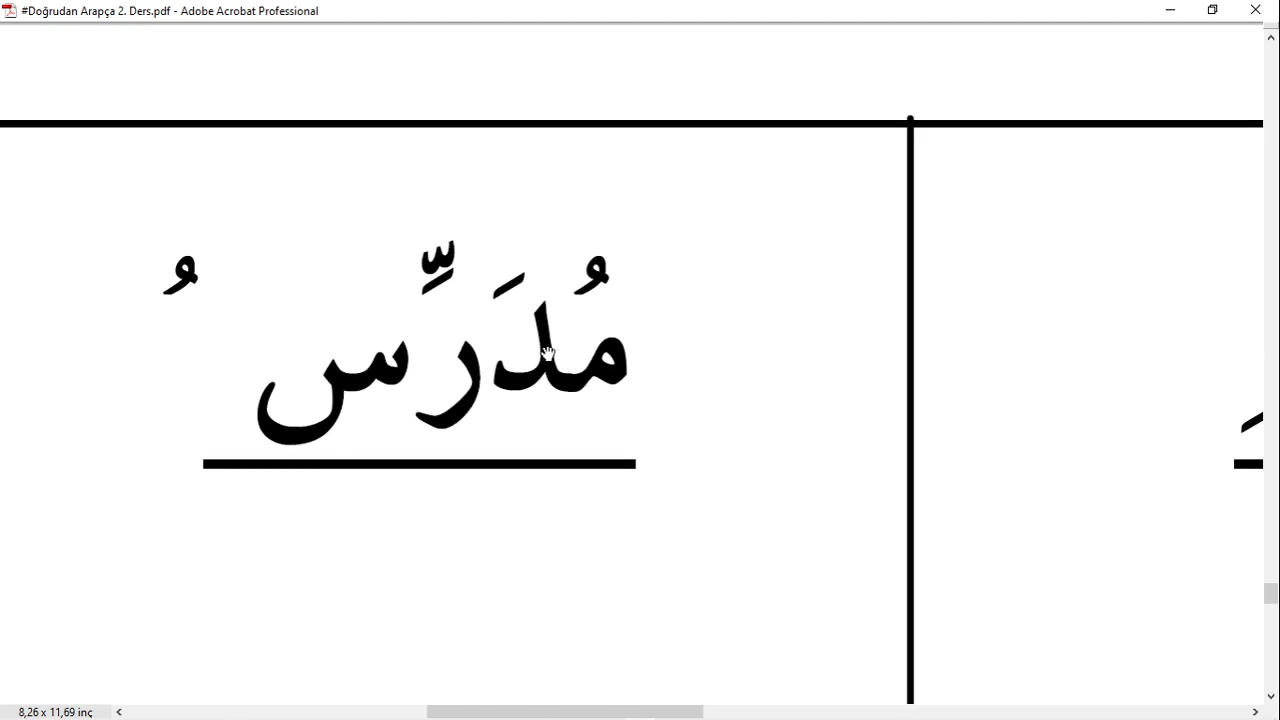 #Doğrudan Arapça 2. Ders.pdf - Adobe Acrobat Professional
مُدَرِّس ُ
8,26 x 11,69 inç